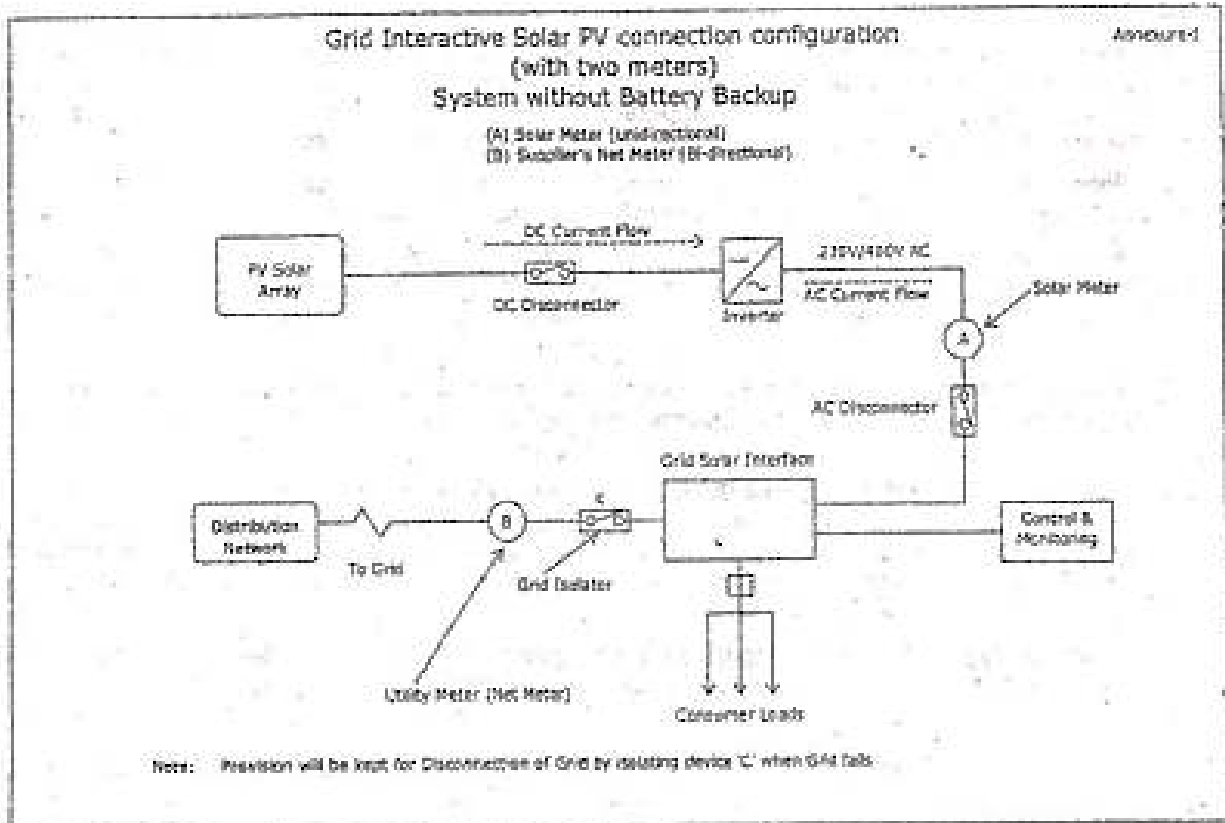 Grid Interactive Solar PV connection configuration
Annexure-I
(with two meters)
System without Battery Backup
(A) Solar Meter (unidirectional)
(B) Supplier's Net Meter (Bi-directional)
DC Current Flow
PV Solar
Array
DC Disconnector
Inverter
230V/400V AC
AC Current Flow
Solar Meter
A
AC Disconnector
Grid Solar Interface
Distribution
Network
To Grid
B
Grid Isolator
Control &
Monitoring
Utility Meter (Net Meter)
Consumer Loads
Note: Provision will be kept for Disconnection of Grid by isolating device 'C' when Grid fails